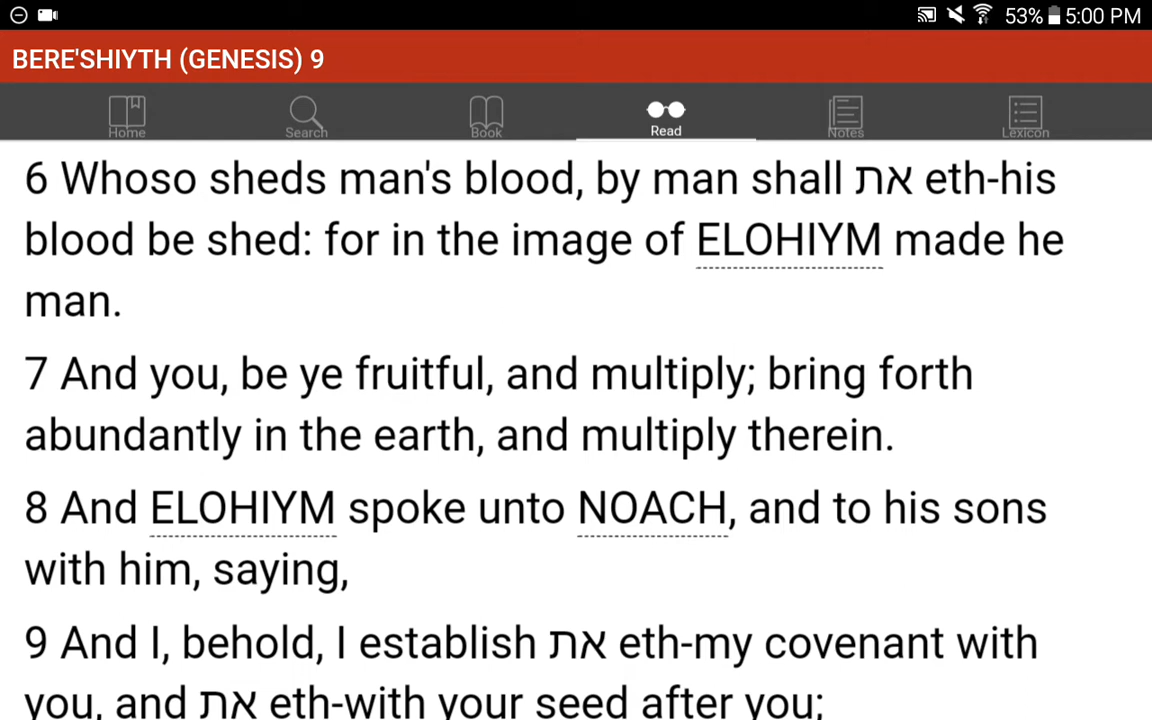 53% 5:00 PM
BERE'SHIYTH (GENESIS) 9
Home Search Book Read Notes Lexicon
6 Whoso sheds man's blood, by man shall את eth-his
blood be shed: for in the image of ELOHIYM made he
man.
7 And you, be ye fruitful, and multiply; bring forth
abundantly in the earth, and multiply therein.
8 And ELOHIYM spoke unto NOACH, and to his sons
with him, saying,
9 And I, behold, I establish את eth-my covenant with
you, and את eth-with your seed after you;